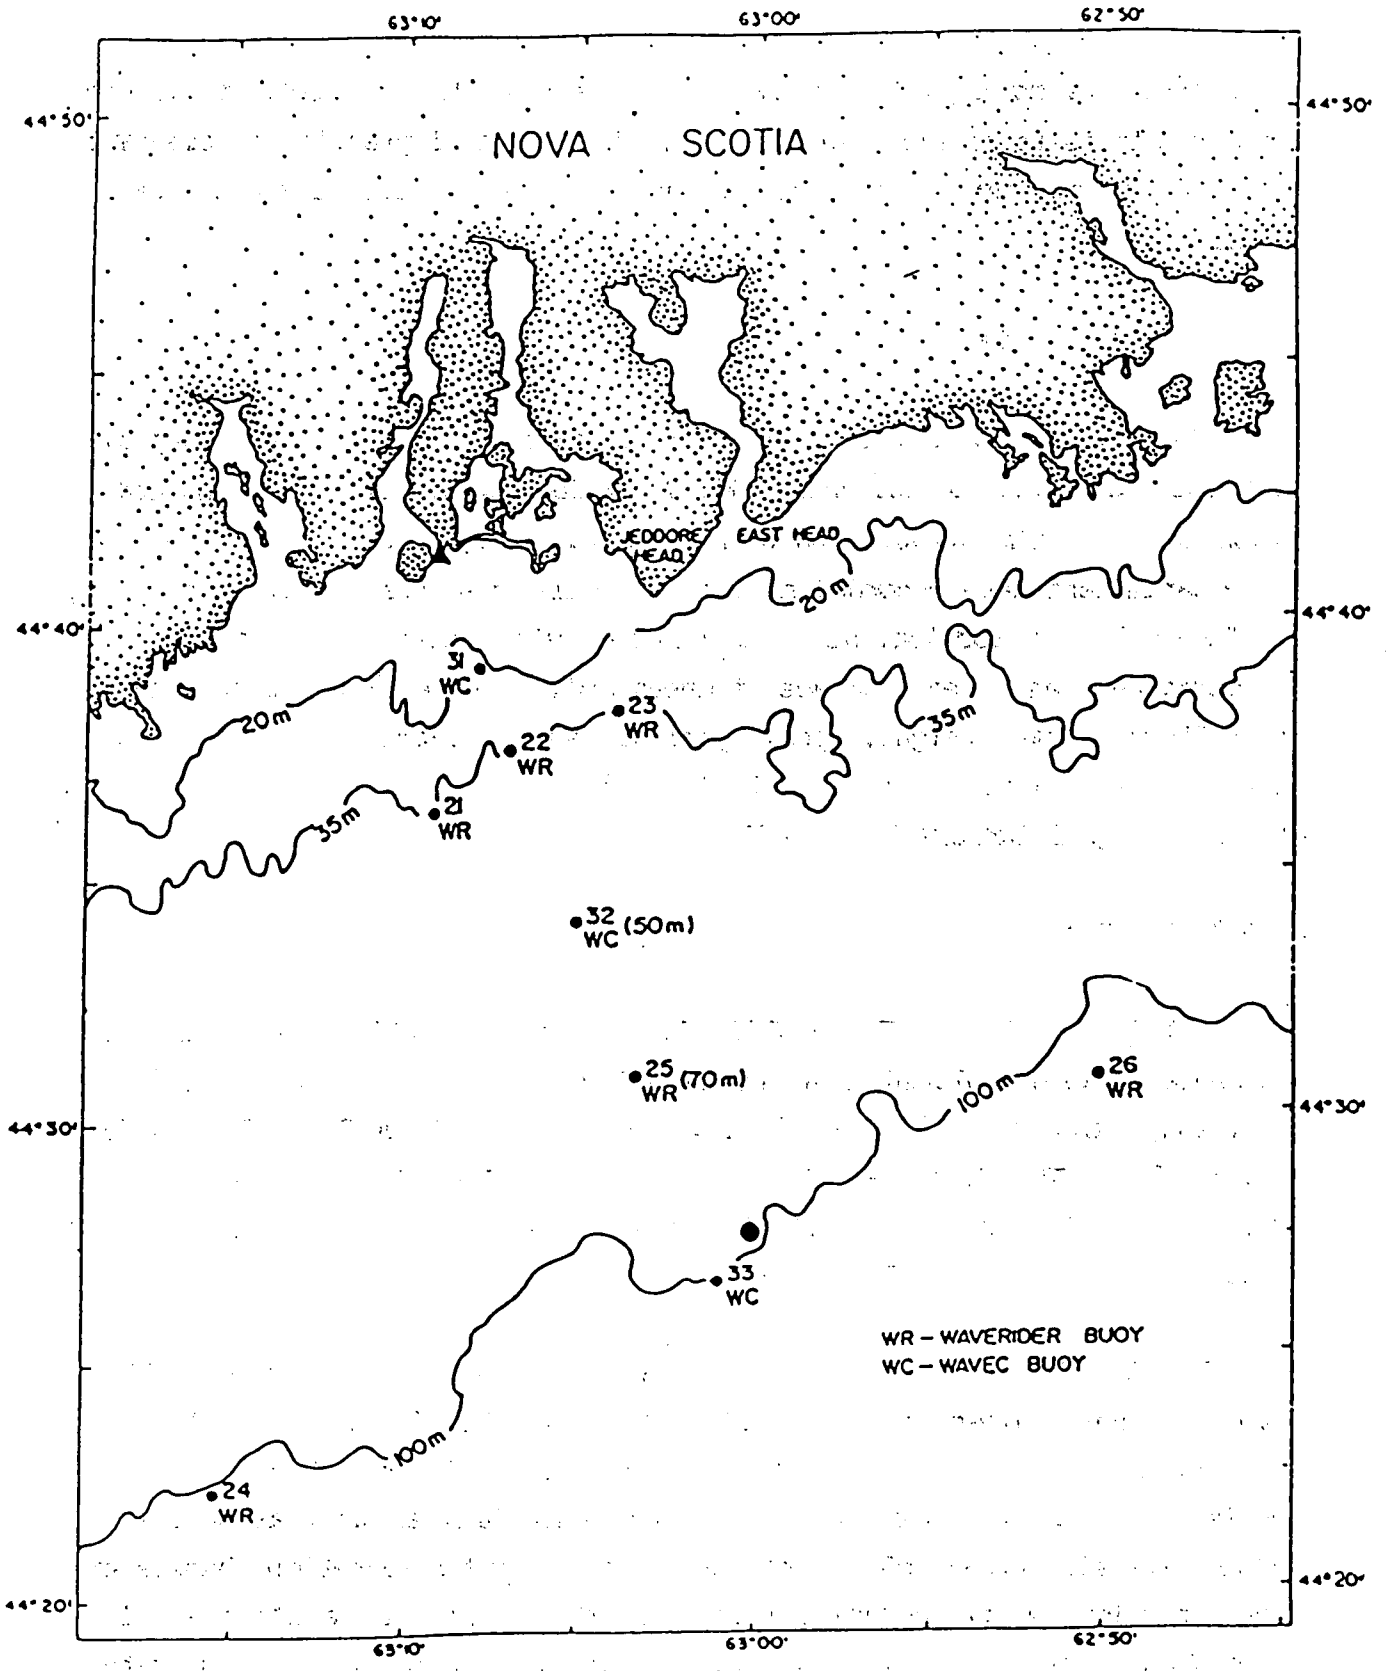 63°10' 63°00' 62°50'
44°50' 44°50'
NOVA SCOTIA
JEDDORE HEAD
EAST HEAD
20m
44°40' 44°40'
31
WC
20m
23
WR
35m
22
WR
21
WR
35m
32
WC (50m)
25
WR (70m)
26
WR
100m
44°30' 44°30'
33
WC
WR – WAVERIDER BUOY
WC – WAVEC BUOY
100m
24
WR
44°20' 44°20'
63°10' 63°00' 62°50'